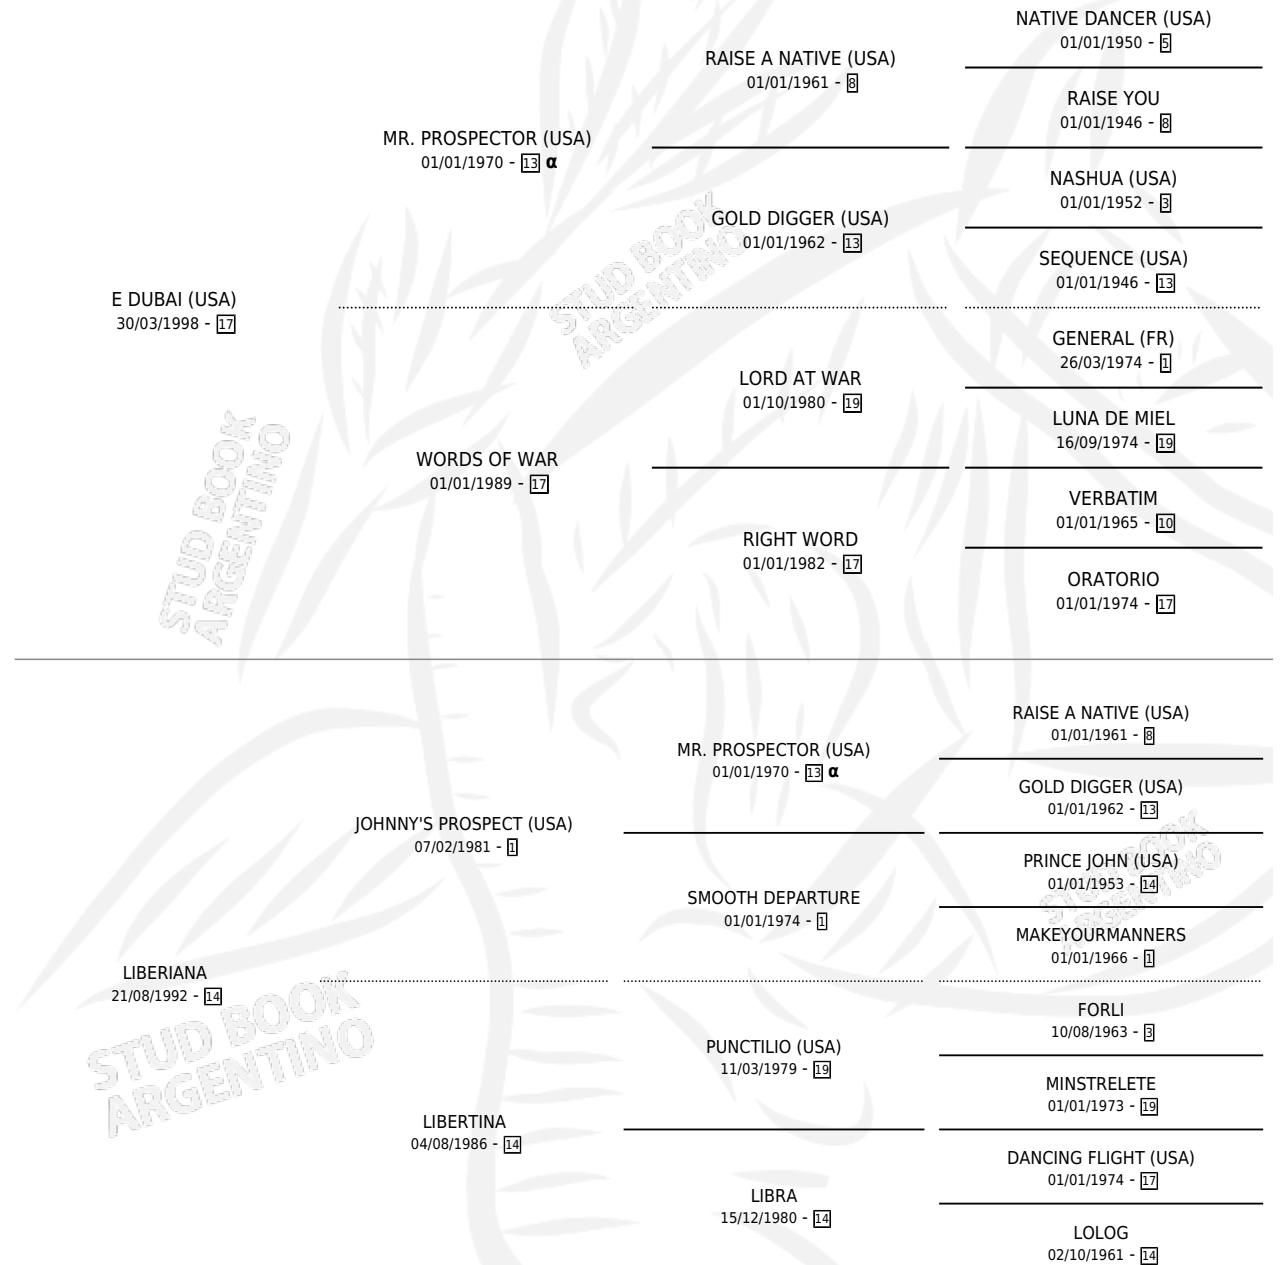 NATIVE DANCER (USA)
01/01/1950 - 5
RAISE A NATIVE (USA)
01/01/1961 - 8
RAISE YOU
01/01/1946 - 8
MR. PROSPECTOR (USA)
01/01/1970 - 13 α
NASHUA (USA)
01/01/1952 - 3
GOLD DIGGER (USA)
01/01/1962 - 13
SEQUENCE (USA)
01/01/1946 - 13
E DUBAI (USA)
30/03/1998 - 17
GENERAL (FR)
26/03/1974 - 1
LORD AT WAR
01/10/1980 - 19
LUNA DE MIEL
16/09/1974 - 19
WORDS OF WAR
01/01/1989 - 17
VERBATIM
01/01/1965 - 10
RIGHT WORD
01/01/1982 - 17
ORATORIO
01/01/1974 - 17
RAISE A NATIVE (USA)
01/01/1961 - 8
MR. PROSPECTOR (USA)
01/01/1970 - 13 α
GOLD DIGGER (USA)
01/01/1962 - 13
JOHNNY'S PROSPECT (USA)
07/02/1981 - 1
PRINCE JOHN (USA)
01/01/1953 - 14
SMOOTH DEPARTURE
01/01/1974 - 1
MAKEYOURMANNERS
01/01/1966 - 1
LIBERIANA
21/08/1992 - 14
FORLI
10/08/1963 - 3
PUNCTILIO (USA)
11/03/1979 - 19
MINSTRELETE
01/01/1973 - 19
LIBERTINA
04/08/1986 - 14
DANCING FLIGHT (USA)
01/01/1974 - 17
LIBRA
15/12/1980 - 14
LOLOG
02/10/1961 - 14
STUD BOOK
ARGENTINO
STUD BOOK
ARGENTINO
STUD BOOK
ARGENTINO
STUD BOOK
ARGENTINO